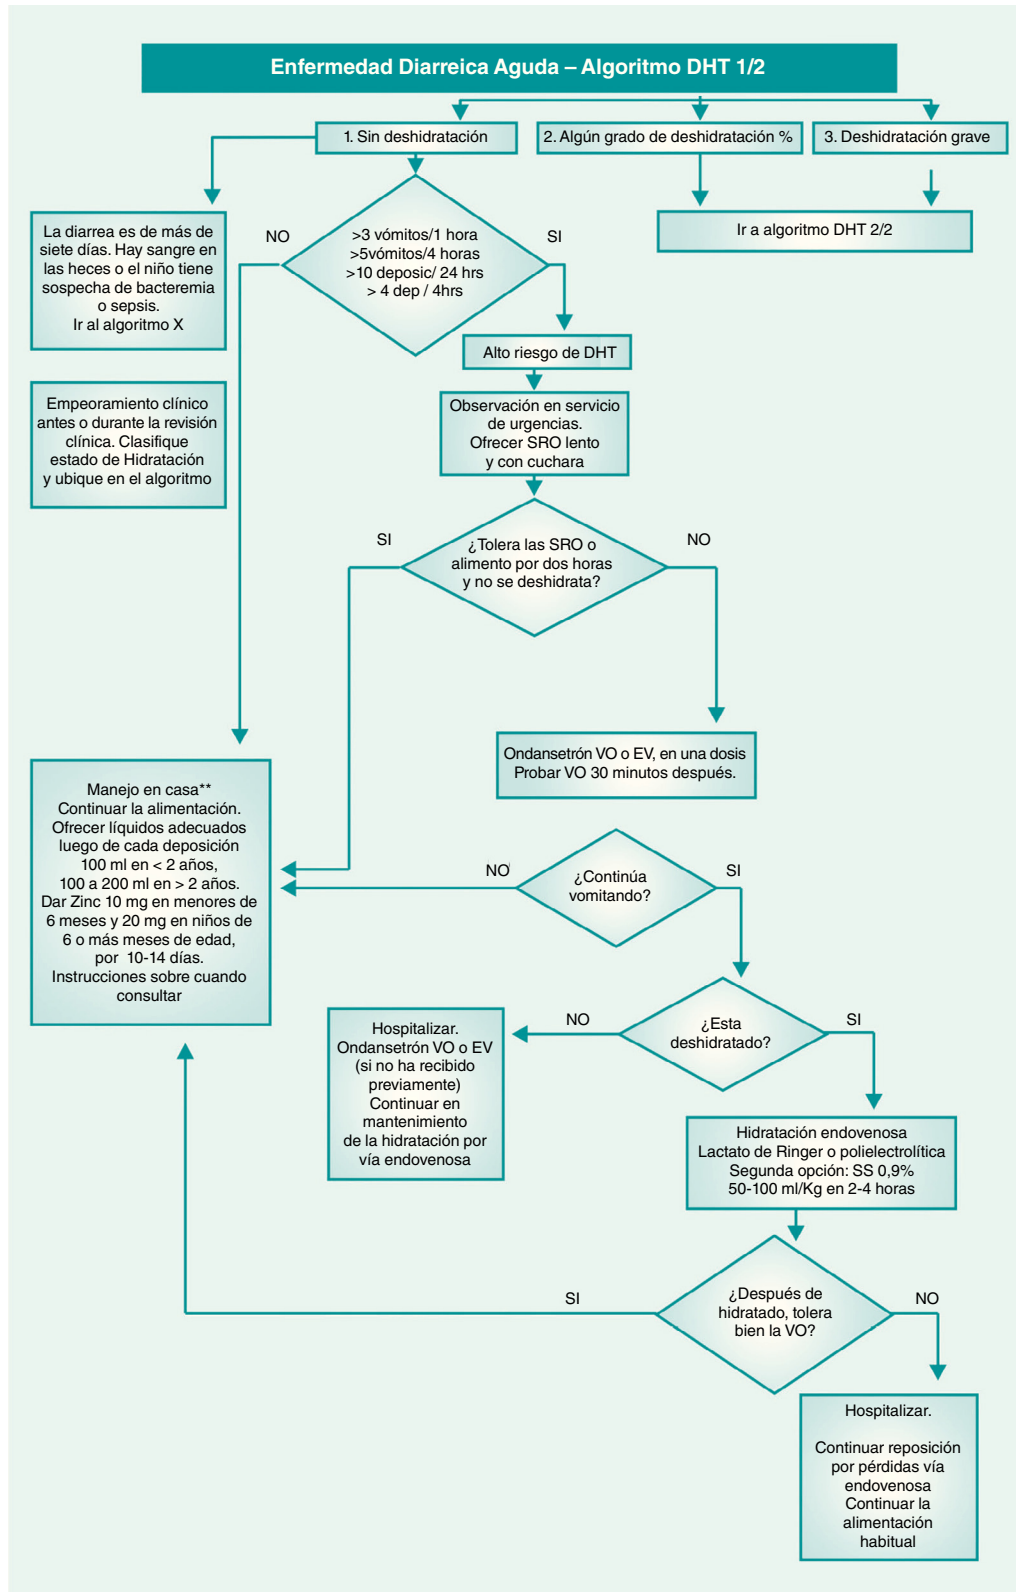 Enfermedad Diarreica Aguda – Algoritmo DHT 1/2
1. Sin deshidratación
2. Algún grado de deshidratación %
3. Deshidratación grave
La diarrea es de más de
siete días. Hay sangre en
las heces o el niño tiene
sospecha de bacteremia
o sepsis.
Ir al algoritmo X
NO
>3 vómitos/1 hora
>5vómitos/4 horas
>10 deposic/ 24 hrs
> 4 dep / 4hrs
SI
Ir a algoritmo DHT 2/2
Alto riesgo de DHT
Empeoramiento clínico
antes o durante la revisión
clínica. Clasifique
estado de Hidratación
y ubique en el algoritmo
Observación en servicio
de urgencias.
Ofrecer SRO lento
y con cuchara
SI
¿Tolera las SRO o
alimento por dos horas
y no se deshidrata?
NO
Ondansetrón VO o EV, en una dosis
Probar VO 30 minutos después.
Manejo en casa**
Continuar la alimentación.
Ofrecer líquidos adecuados
luego de cada deposición
100 ml en < 2 años,
100 a 200 ml en > 2 años.
Dar Zinc 10 mg en menores de
6 meses y 20 mg en niños de
6 o más meses de edad,
por 10-14 días.
Instrucciones sobre cuando
consultar
NO
¿Continúa
vomitando?
SI
NO
¿Esta
deshidratado?
SI
Hospitalizar.
Ondansetrón VO o EV
(si no ha recibido
previamente)
Continuar en
mantenimiento
de la hidratación por
vía endovenosa
Hidratación endovenosa
Lactato de Ringer o polielectrolítica
Segunda opción: SS 0,9%
50-100 ml/Kg en 2-4 horas
SI
¿Después de
hidratado, tolera
bien la VO?
NO
Hospitalizar.
Continuar reposición
por pérdidas vía
endovenosa
Continuar la
alimentación
habitual